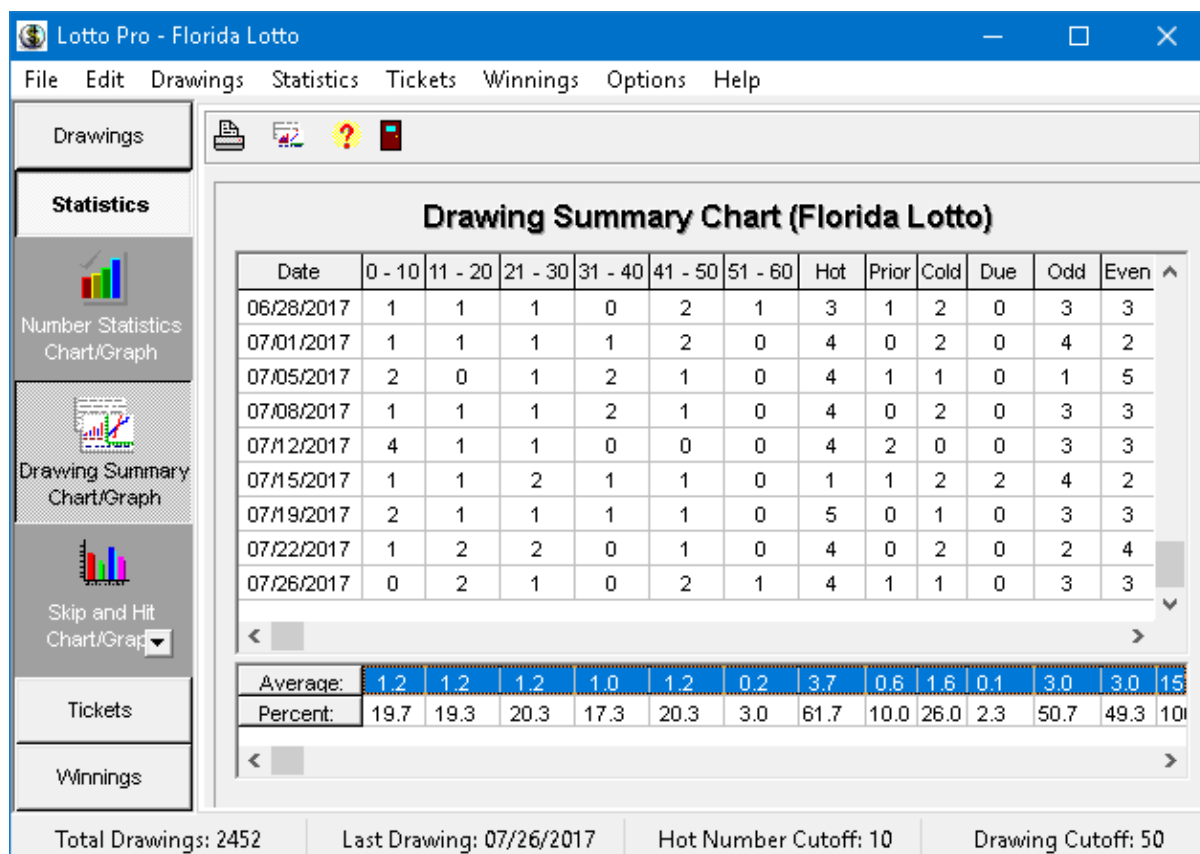 Lotto Pro - Florida Lotto
File Edit Drawings Statistics Tickets Winnings Options Help
Drawings
Statistics
Number Statistics
Chart/Graph
Drawing Summary
Chart/Graph
Skip and Hit
Chart/Grap
Tickets
Winnings
Drawing Summary Chart (Florida Lotto)
Date 0 - 10 11 - 20 21 - 30 31 - 40 41 - 50 51 - 60 Hot Prior Cold Due Odd Even
06/28/2017 1 1 1 0 2 1 3 1 2 0 3 3
07/01/2017 1 1 1 1 2 0 4 0 2 0 4 2
07/05/2017 2 0 1 2 1 0 4 1 1 0 1 5
07/08/2017 1 1 1 2 1 0 4 0 2 0 3 3
07/12/2017 4 1 1 0 0 0 4 2 0 0 3 3
07/15/2017 1 1 2 1 1 0 1 1 2 2 4 2
07/19/2017 2 1 1 1 1 0 5 0 1 0 3 3
07/22/2017 1 2 2 0 1 0 4 0 2 0 2 4
07/26/2017 0 2 1 0 2 1 4 1 1 0 3 3
Average: 1.2 1.2 1.2 1.0 1.2 0.2 3.7 0.6 1.6 0.1 3.0 3.0 15
Percent: 19.7 19.3 20.3 17.3 20.3 3.0 61.7 10.0 26.0 2.3 50.7 49.3 10
Total Drawings: 2452 Last Drawing: 07/26/2017 Hot Number Cutoff: 10 Drawing Cutoff: 50